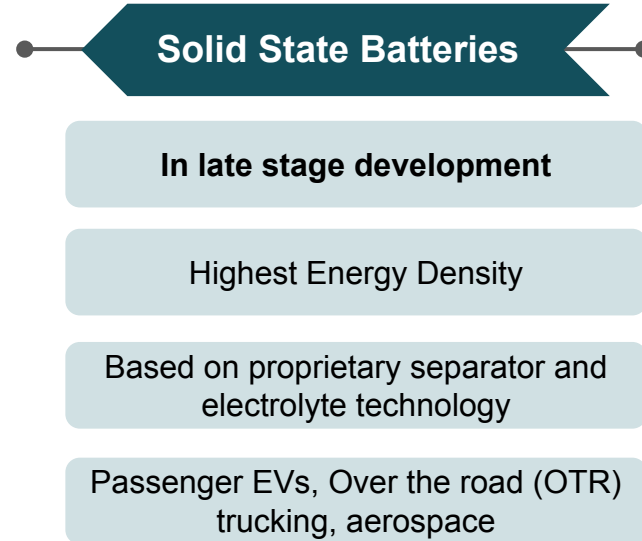 Solid State Batteries
In late stage development
Highest Energy Density
Based on proprietary separator and
electrolyte technology
Passenger EVs, Over the road (OTR)
trucking, aerospace